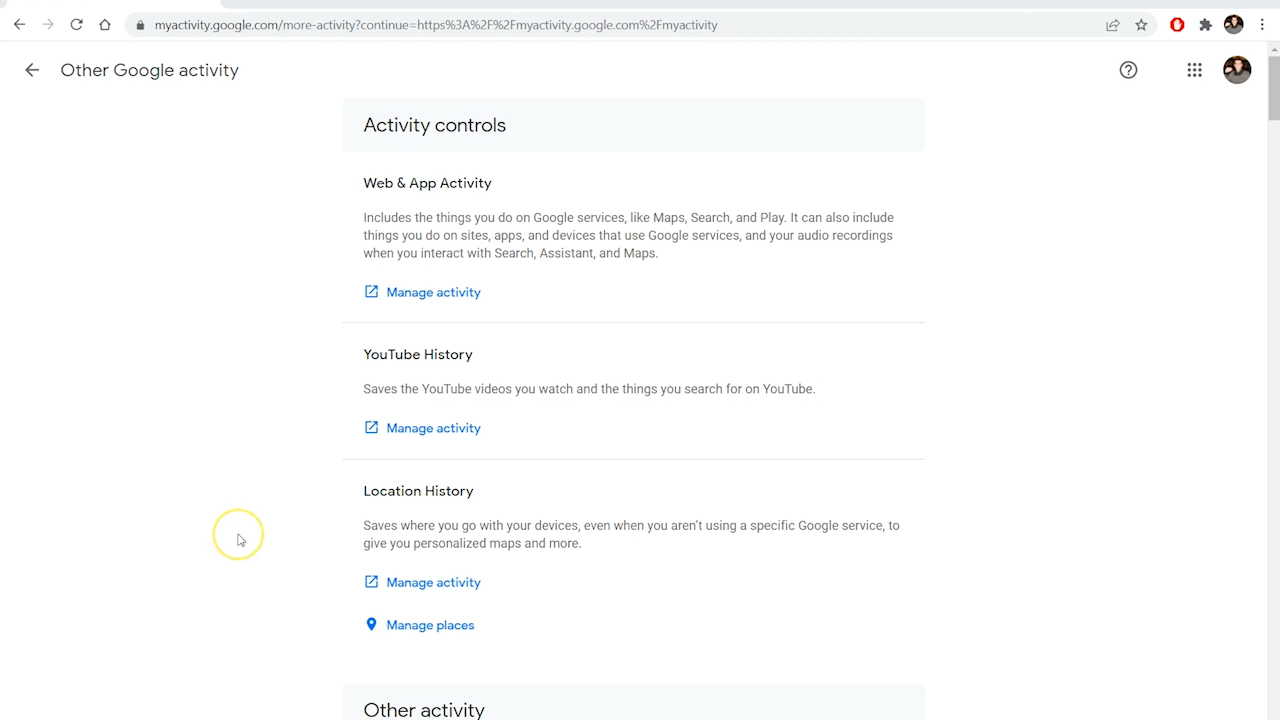 myactivity.google.com/more-activity?continue=https%3A%2F%2Fmyactivity.google.com%2Fmyactivity
Other Google activity
Activity controls
Web & App Activity
Includes the things you do on Google services, like Maps, Search, and Play. It can also include
things you do on sites, apps, and devices that use Google services, and your audio recordings
when you interact with Search, Assistant, and Maps.
Manage activity
YouTube History
Saves the YouTube videos you watch and the things you search for on YouTube.
Manage activity
Location History
Saves where you go with your devices, even when you aren't using a specific Google service, to
give you personalized maps and more.
Manage activity
Manage places
Other activity